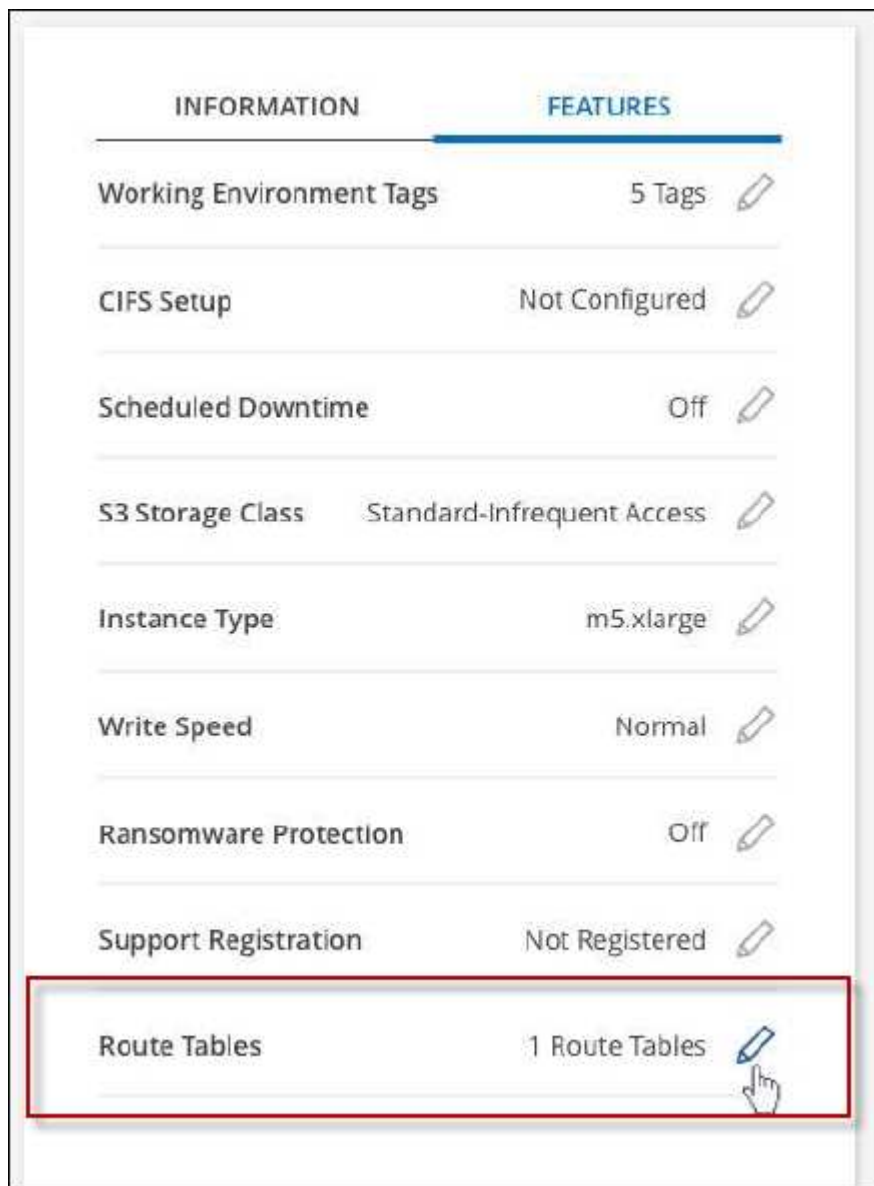 INFORMATION FEATURES
Working Environment Tags 5 Tags
CIFS Setup Not Configured
Scheduled Downtime Off
S3 Storage Class Standard-Infrequent Access
Instance Type m5.xlarge
Write Speed Normal
Ransomware Protection Off
Support Registration Not Registered
Route Tables 1 Route Tables